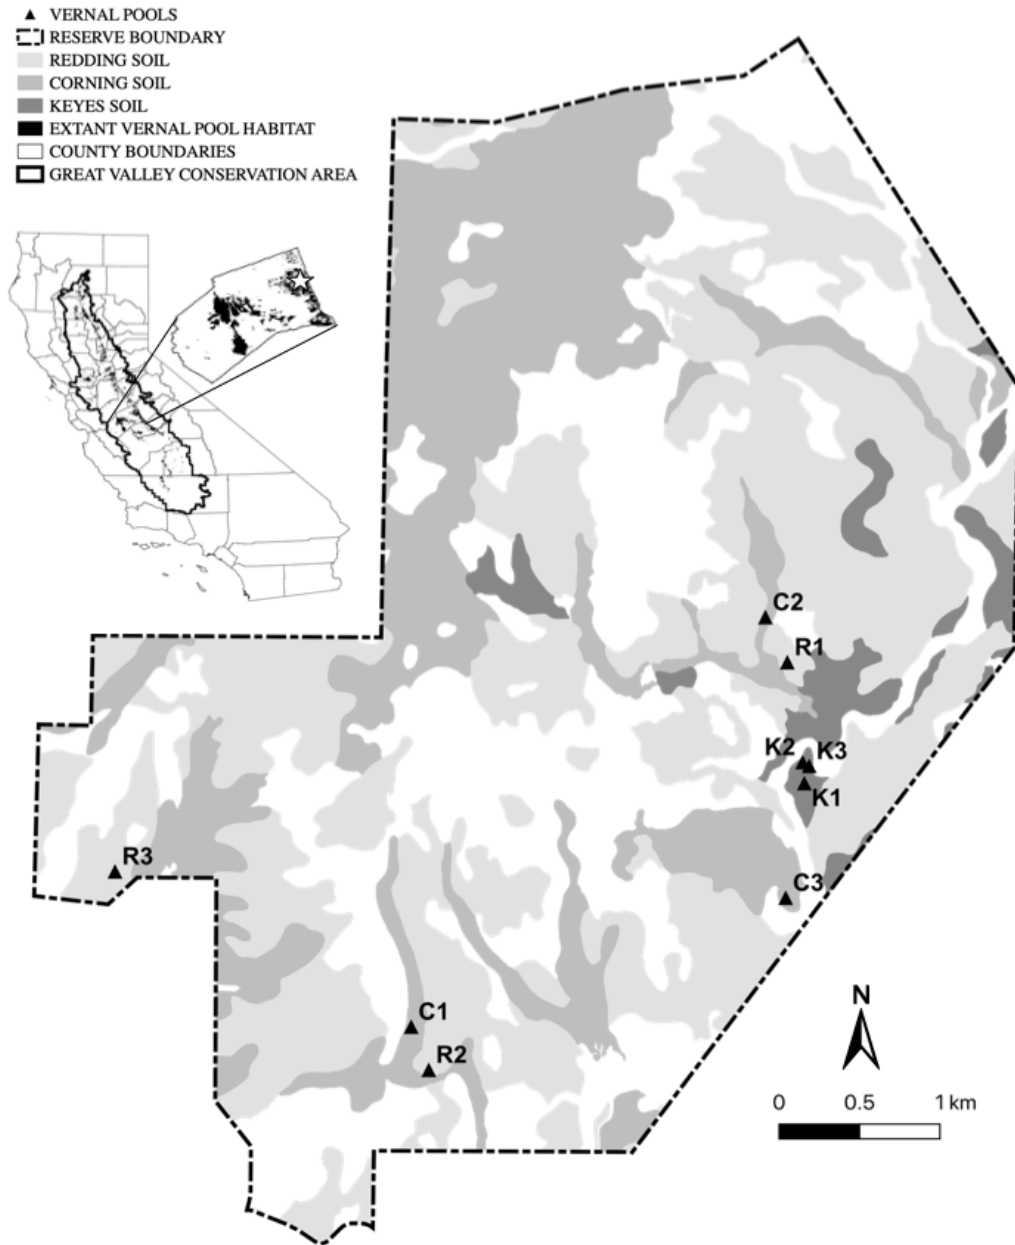 VERNAL POOLS
RESERVE BOUNDARY
REDDING SOIL
CORNING SOIL
KEYES SOIL
EXTANT VERNAL POOL HABITAT
COUNTY BOUNDARIES
GREAT VALLEY CONSERVATION AREA
C2
R1
K2
K3
K1
R3
C3
C1
R2
N
0 0.5 1 km